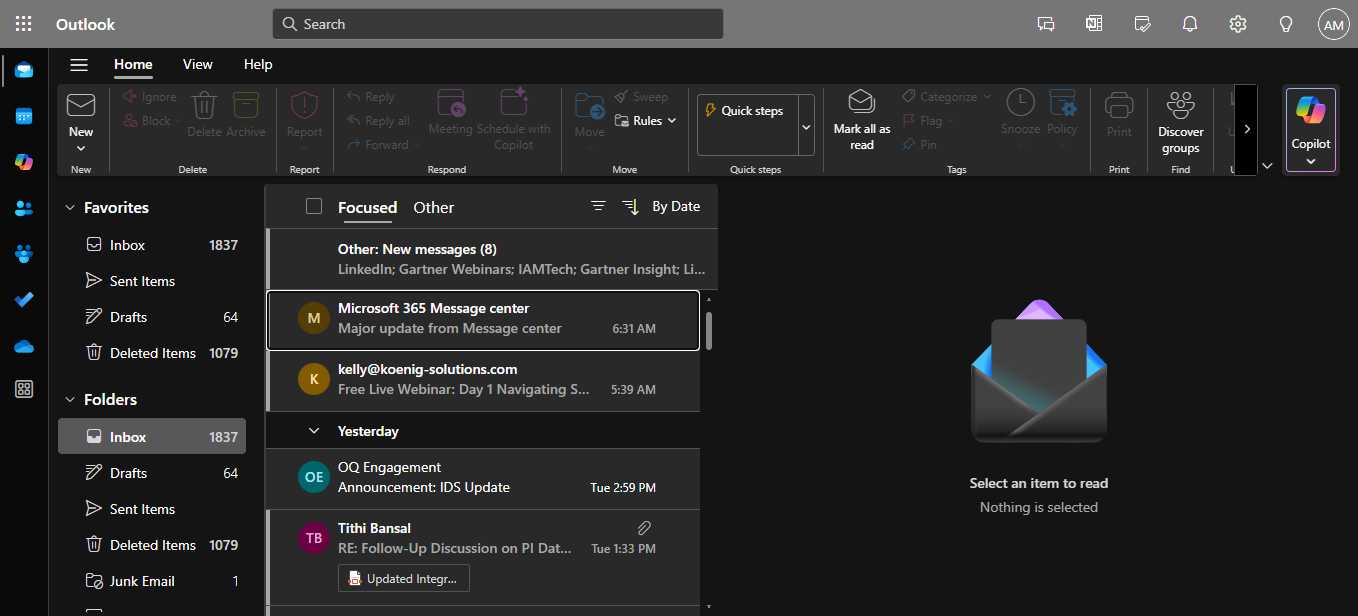 Outlook
Search
AM
Home View Help
New
Ignore
Block
Delete
Archive
Report
Reply
Reply all
Forward
Meeting
Schedule with
Copilot
Move
Sweep
Rules
Quick steps
Mark all as
read
Categorize
Flag
Pin
Snooze
Policy
Print
Discover
groups
Copilot
New
Delete
Report
Respond
Move
Quick steps
Tags
Print
Find
Favorites
Inbox 1837
Sent Items
Drafts 64
Deleted Items 1079
Folders
Inbox 1837
Drafts 64
Sent Items
Deleted Items 1079
Junk Email 1
Focused Other By Date
Other: New messages (8)
LinkedIn; Gartner Webinars; IAMTech; Gartner Insight; Li...
M
Microsoft 365 Message center
Major update from Message center 6:31 AM
K
kelly@koenig-solutions.com
Free Live Webinar: Day 1 Navigating S... 5:39 AM
Yesterday
OE
OQ Engagement
Announcement: IDS Update Tue 2:59 PM
TB
Tithi Bansal
RE: Follow-Up Discussion on PI Dat... Tue 1:33 PM
Updated Integr...
Select an item to read
Nothing is selected